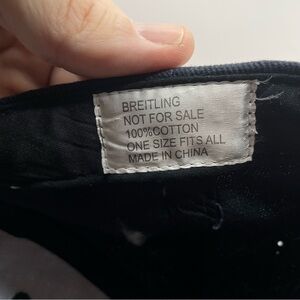 BREITLING
NOT FOR SALE
100%COTTON
ONE SIZE FITS ALL
MADE IN CHINA